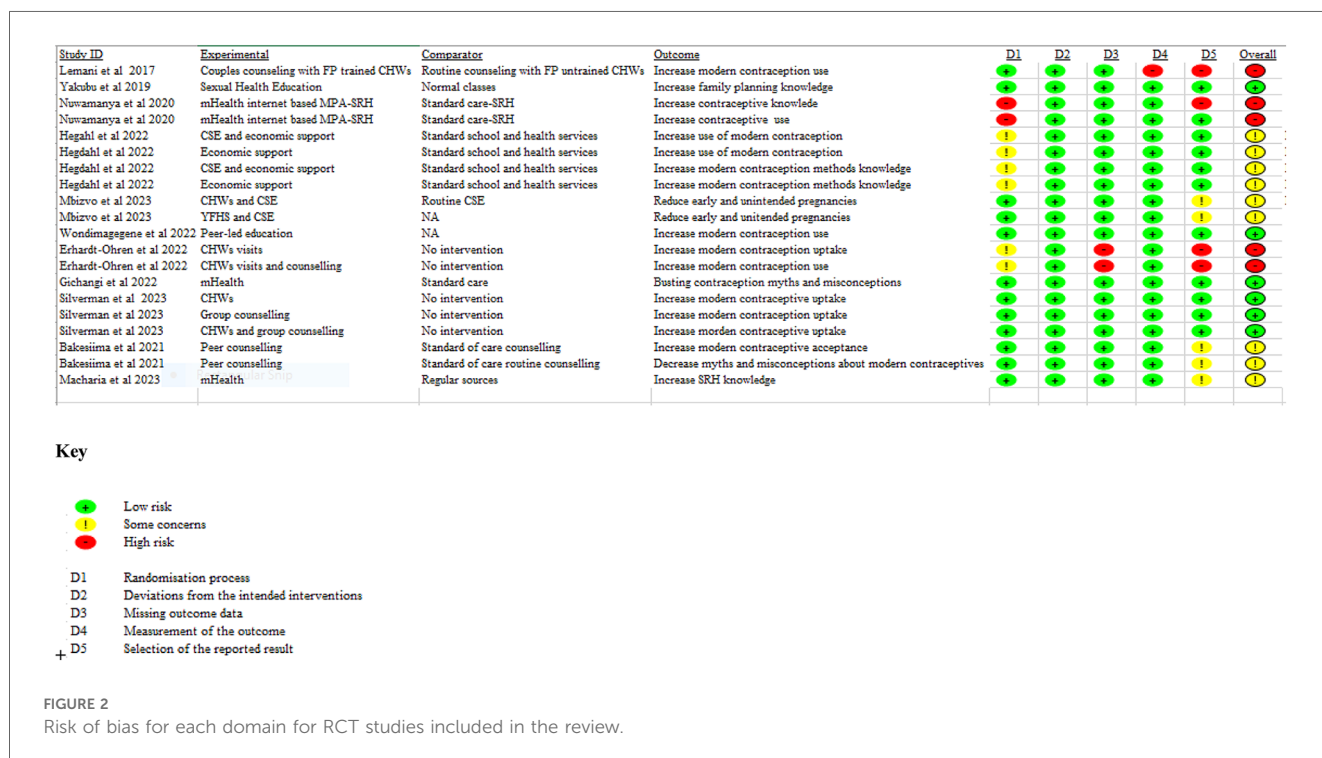 Study ID Experimental Comparator Outcome D1 D2 D3 D4 D5 Overall
Lemani et al 2017 Couples counseling with FP trained CHWs Routine counseling with FP untrained CHWs Increase modern contraception use + + + - - -
Yakubu et al 2019 Sexual Health Education Normal classes Increase family planning knowledge + + + + + +
Nuwamanya et al 2020 mHealth internet based MPA-SRH Standard care-SRH Increase contraceptive knowlede - + + + - -
Nuwamanya et al 2020 mHealth internet based MPA-SRH Standard care-SRH Increase contraceptive use - + + + + -
Hegahl et al 2022 CSE and economic support Standard school and health services Increase use of modern contraception ! + + + + !
Hegdahl et al 2022 Economic support Standard school and health services Increase use of modern contraception ! + + + + !
Hegdahl et al 2022 CSE and economic support Standard school and health services Increase modern contraception methods knowledge ! + + + + !
Hegdahl et al 2022 Economic support Standard school and health services Increase modern contraception methods knowledge ! + + + + !
Mbizvo et al 2023 CHWs and CSE Routine CSE Reduce early and unintended pregnancies + + + + ! !
Mbizvo et al 2023 YFHS and CSE NA Reduce early and unitended pregnancies + + + + ! !
Wondimagegene et al 2022 Peer-led education NA Increase modern contraception use + + + + + +
Erhardt-Ohren et al 2022 CHWs visits No intervention Increase modern contraception uptake ! + - + - -
Erhardt-Ohren et al 2022 CHWs visits and counselling No intervention Increase modern contraception use ! + - + - -
Gichangi et al 2022 mHealth Standard care Busting contraception myths and misconceptions + + + + + +
Silverman et al 2023 CHWs No intervention Increase modern contraceptive uptake + + + + + +
Silverman et al 2023 Group counselling No intervention Increase modern contraception uptake + + + + + +
Silverman et al 2023 CHWs and group counselling No intervention Increase morden contraceptive uptake + + + + + +
Bakesiima et al 2021 Peer counselling Standard of care counselling Increase modern contraceptive acceptance + + + + ! !
Bakesiima et al 2021 Peer counselling Standard of care routine counselling Decrease myths and misconceptions about modern contraceptives + + + + ! !
Macharia et al 2023 mHealth Regular sources Increase SRH knowledge + + + + ! !
Key
+ Low risk
! Some concerns
- High risk
D1 Randomisation process
D2 Deviations from the intended interventions
D3 Missing outcome data
D4 Measurement of the outcome
+ D5 Selection of the reported result
FIGURE 2
Risk of bias for each domain for RCT studies included in the review.